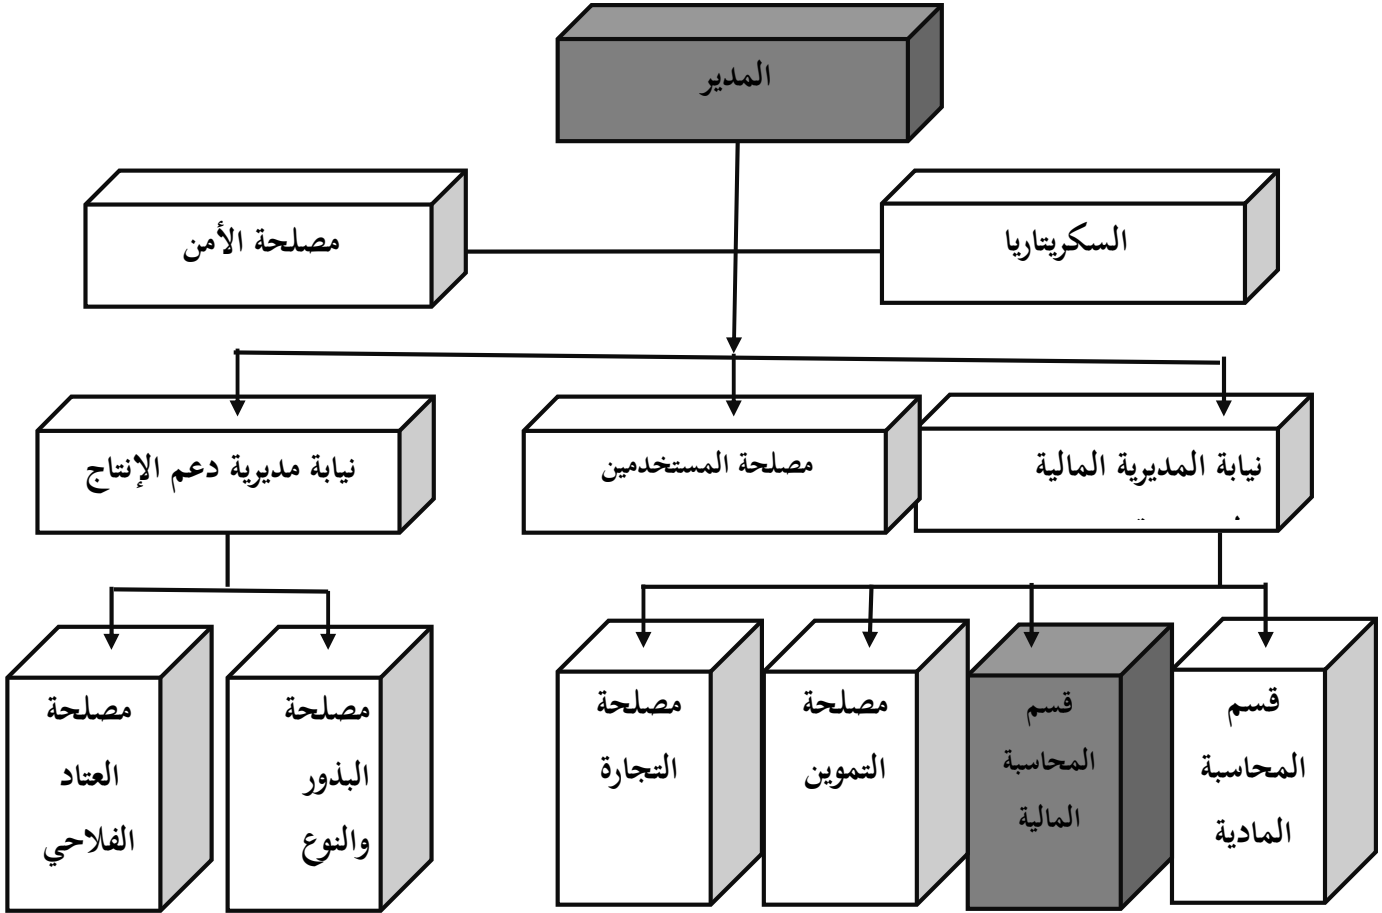 المدير
السكريتاريا
مصلحة الأمن
نيابة المديرية المالية
مصلحة المستخدمين
نيابة مديرية دعم الإنتاج
قسم
المحاسبة
المادية
قسم
المحاسبة
المالية
مصلحة
التموين
مصلحة
التجارة
مصلحة
البذور
والنوع
مصلحة
العتاد
الفلاحي